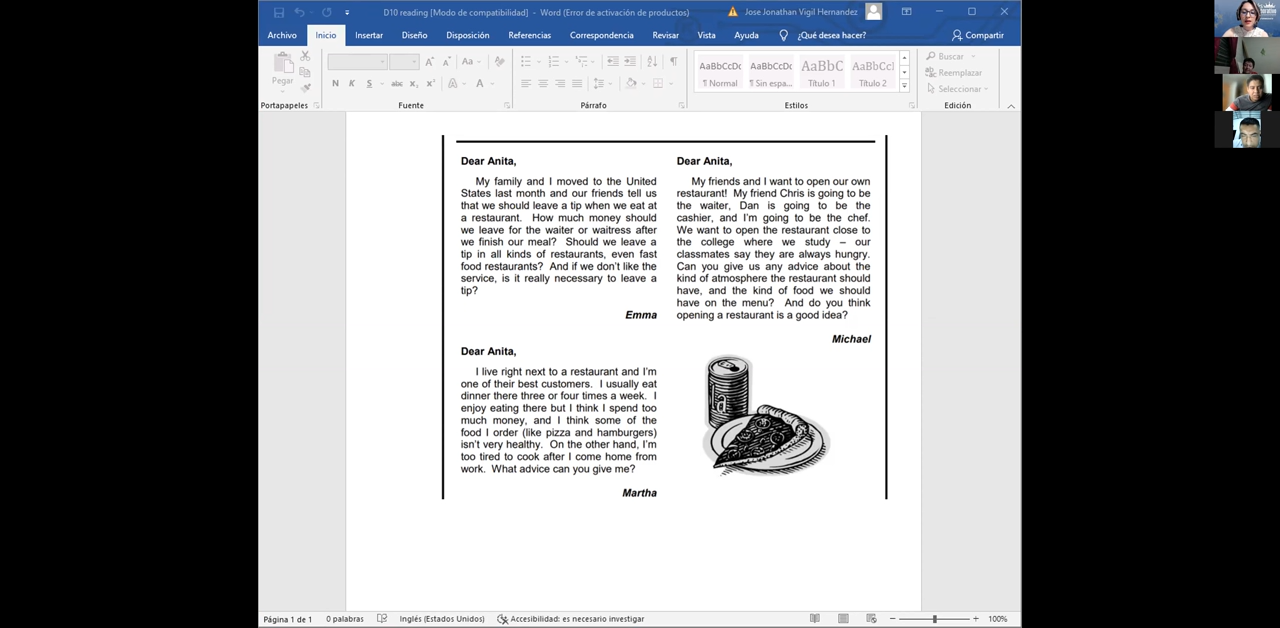 D10 reading [Modo de compatibilidad] - Word (Error de activación de productos)
Jose Jonathan Vigil Hernandez
Archivo Inicio Insertar Diseño Disposición Referencias Correspondencia Revisar Vista Ayuda ¿Qué desea hacer? Compartir
Pegar
N K S abc x₂ x² A A
Aa
AaBbCcDc AaBbCcDc AaBbC AaBbCcl
¶ Normal ¶ Sin espa... Título 1 Título 2
Buscar
Reemplazar
Seleccionar
Portapapeles Fuente Párrafo Estilos Edición
Dear Anita,
My family and I moved to the United
States last month and our friends tell us
that we should leave a tip when we eat at
a restaurant. How much money should
we leave for the waiter or waitress after
we finish our meal? Should we leave a
tip in all kinds of restaurants, even fast
food restaurants? And if we don't like the
service, is it really necessary to leave a
tip?
Emma
Dear Anita,
I live right next to a restaurant and I'm
one of their best customers. I usually eat
dinner there three or four times a week. I
enjoy eating there but I think I spend too
much money, and I think some of the
food I order (like pizza and hamburgers)
isn't very healthy. On the other hand, I'm
too tired to cook after I come home from
work. What advice can you give me?
Martha
Dear Anita,
My friends and I want to open our own
restaurant! My friend Chris is going to be
the waiter, Dan is going to be the
cashier, and I'm going to be the chef.
We want to open the restaurant close to
the college where we study – our
classmates say they are always hungry.
Can you give us any advice about the
kind of atmosphere the restaurant should
have, and the kind of food we should
have on the menu? And do you think
opening a restaurant is a good idea?
Michael
Página 1 de 1 0 palabras Inglés (Estados Unidos) Accesibilidad: es necesario investigar 100%